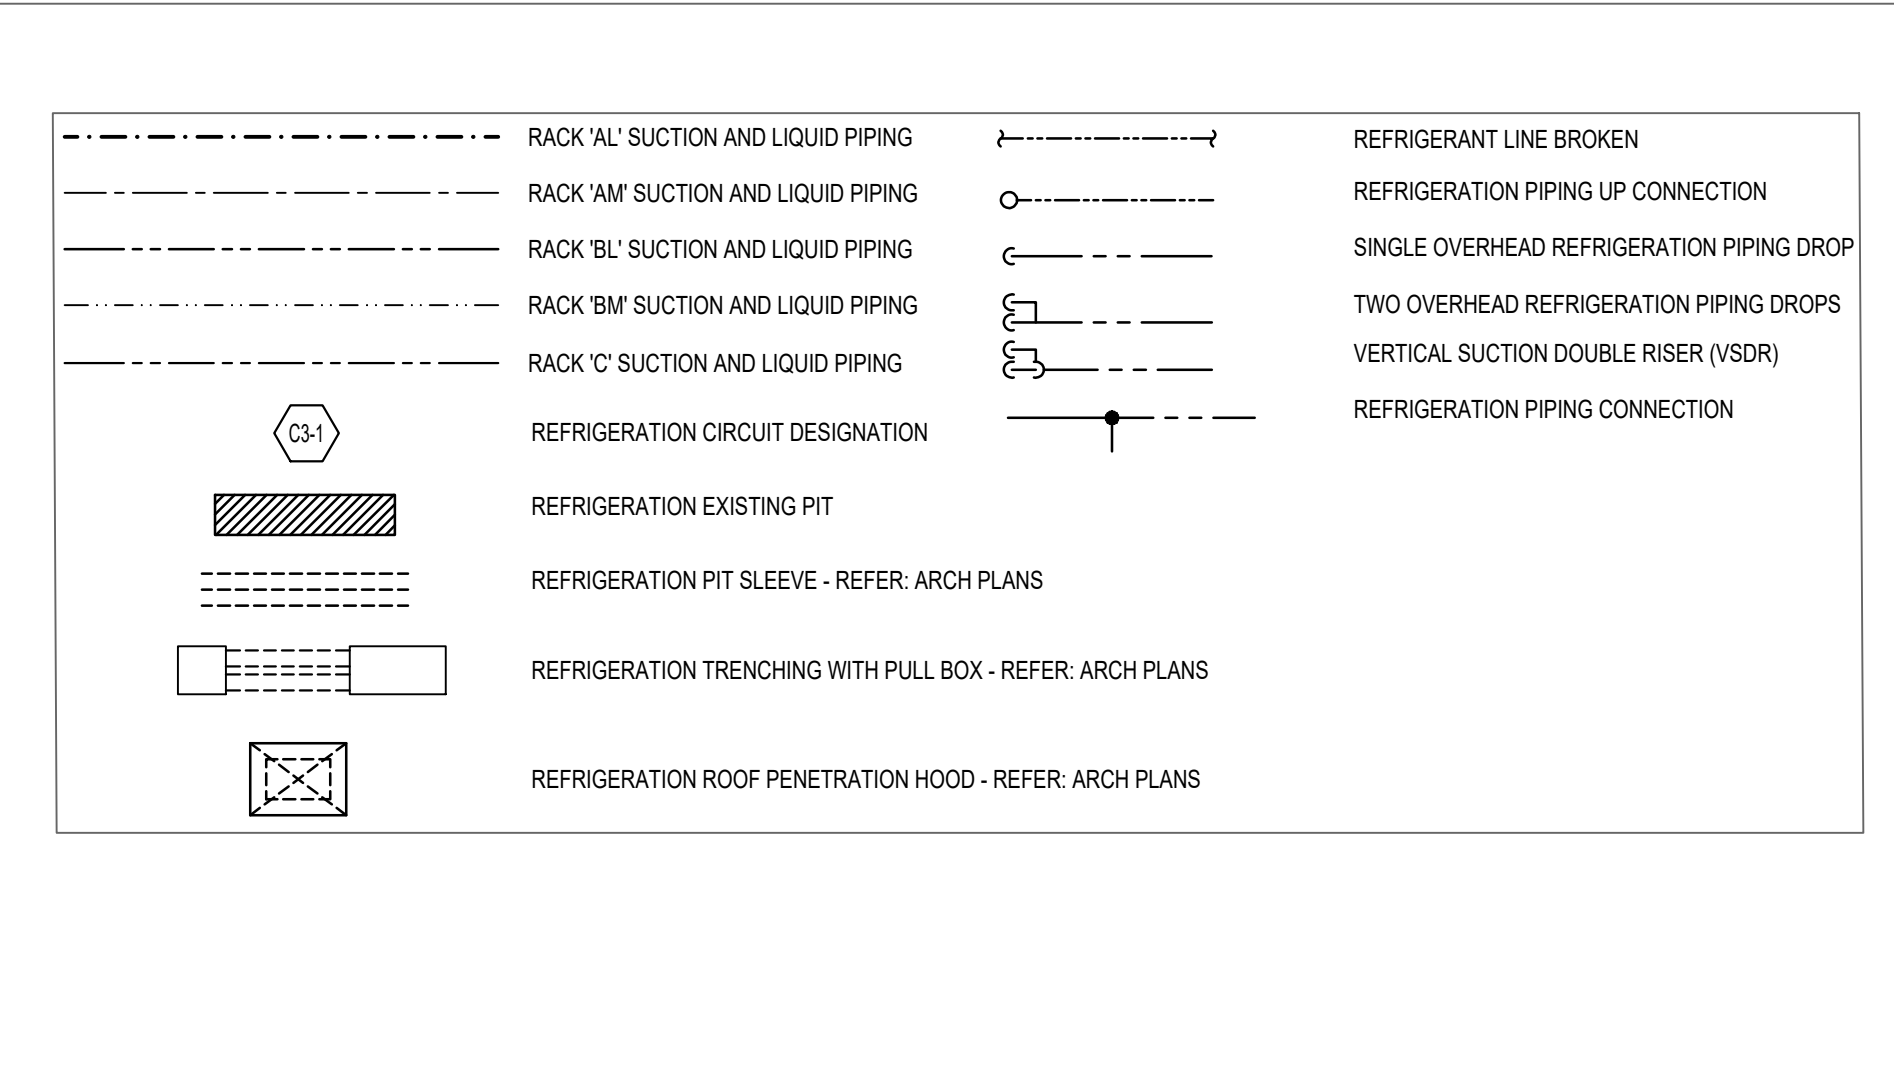 RACK 'AL' SUCTION AND LIQUID PIPING
RACK 'AM' SUCTION AND LIQUID PIPING
RACK 'BL' SUCTION AND LIQUID PIPING
RACK 'BM' SUCTION AND LIQUID PIPING
RACK 'C' SUCTION AND LIQUID PIPING
C3-1
REFRIGERATION CIRCUIT DESIGNATION
REFRIGERATION EXISTING PIT
REFRIGERATION PIT SLEEVE - REFER: ARCH PLANS
REFRIGERATION TRENCHING WITH PULL BOX - REFER: ARCH PLANS
REFRIGERATION ROOF PENETRATION HOOD - REFER: ARCH PLANS
REFRIGERANT LINE BROKEN
REFRIGERATION PIPING UP CONNECTION
SINGLE OVERHEAD REFRIGERATION PIPING DROP
TWO OVERHEAD REFRIGERATION PIPING DROPS
VERTICAL SUCTION DOUBLE RISER (VSDR)
REFRIGERATION PIPING CONNECTION